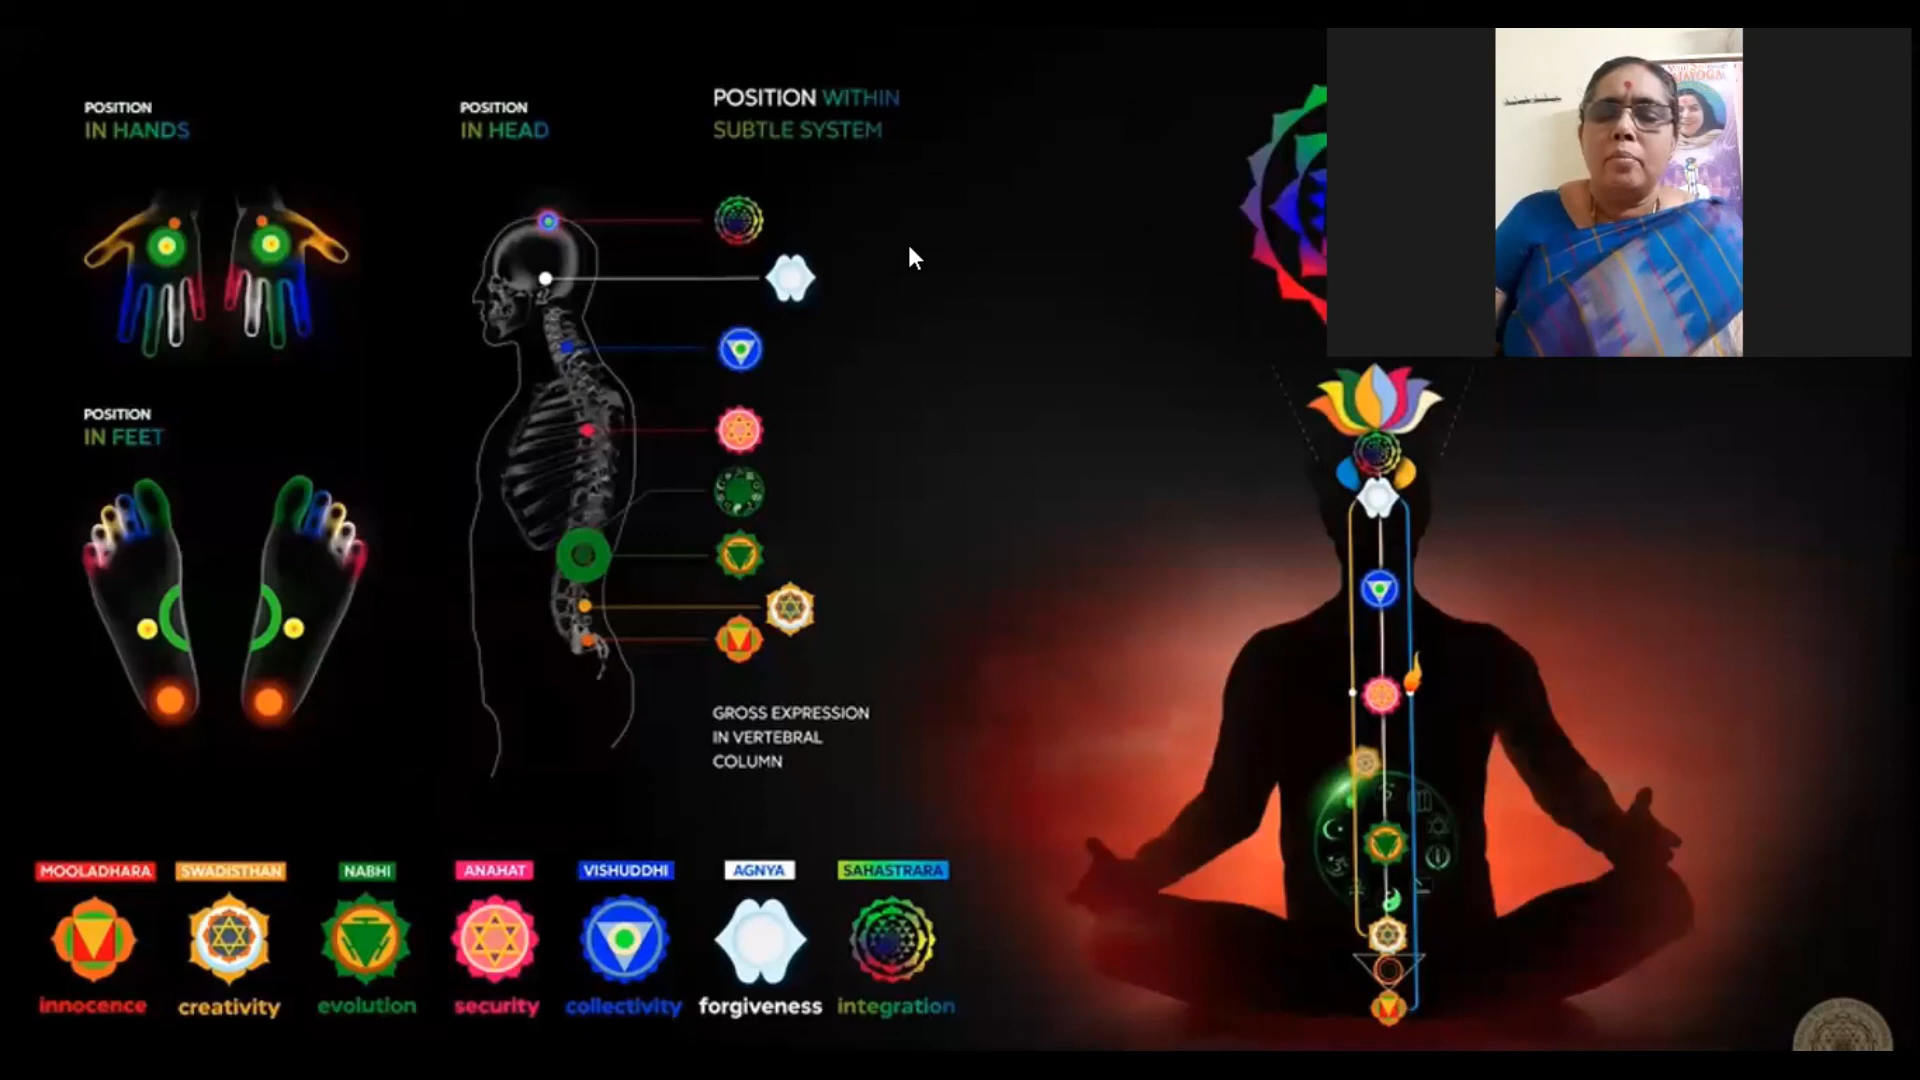 POSITION
IN HANDS
POSITION
IN HEAD
POSITION WITHIN
SUBTLE SYSTEM
POSITION
IN FEET
GROSS EXPRESSION
IN VERTEBRAL
COLUMN
MOOLADHARA
SWADISTHAN
NABHI
ANAHAT
VISHUDDHI
AGNYA
SAHASTRARA
innocence
creativity
evolution
security
collectivity
forgiveness
integration